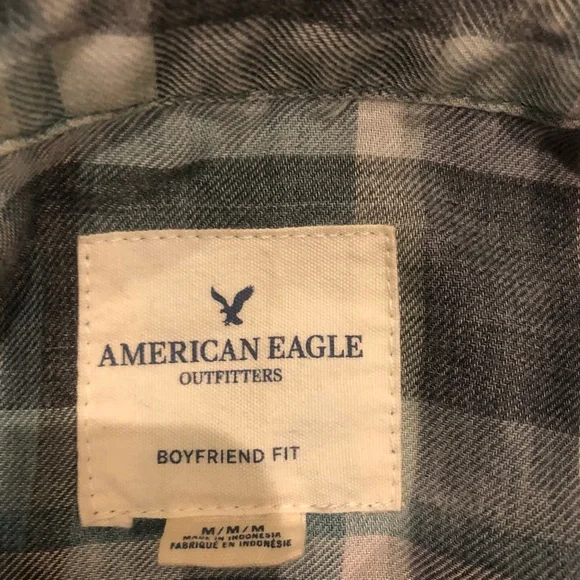 AMERICAN EAGLE
OUTFITTERS
BOYFRIEND FIT
M/M/M
MADE IN INDONESIA
FABRIQUÉ EN INDONÉSIE